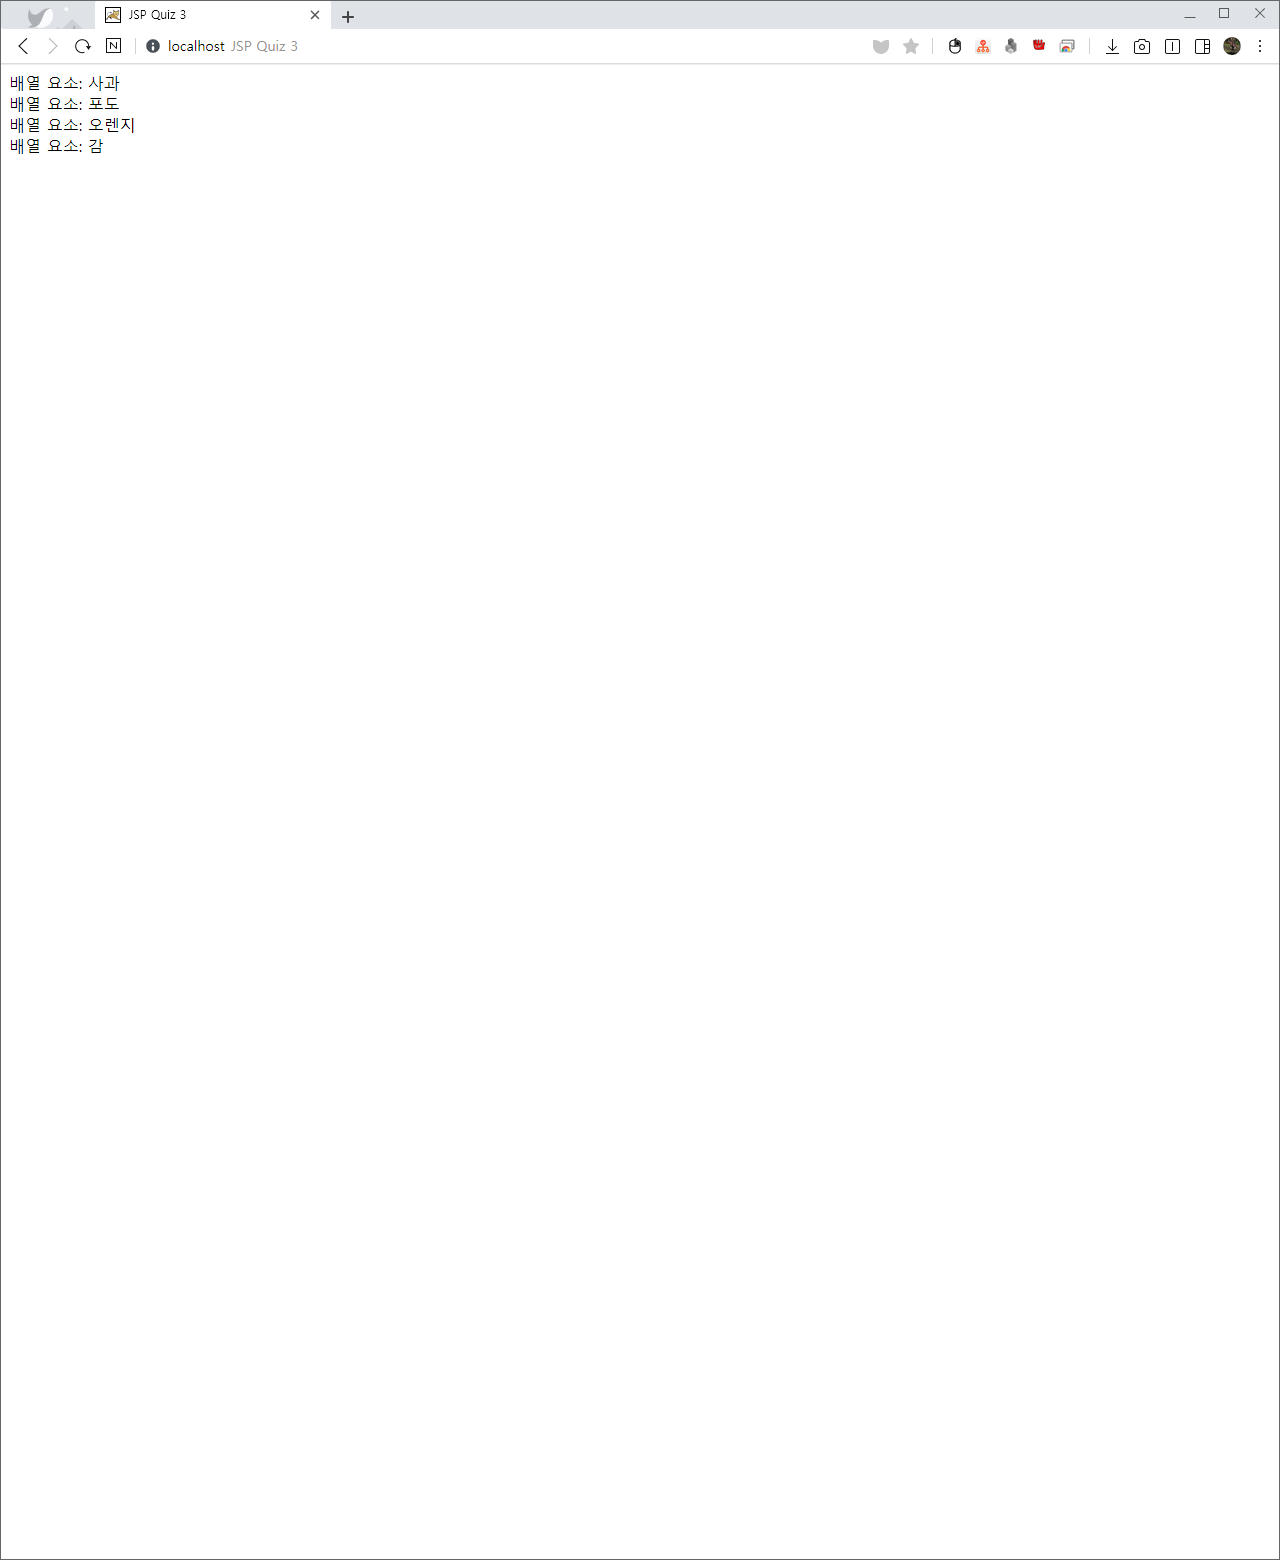 JSP Quiz 3
localhost JSP Quiz 3
배열 요소: 사과
배열 요소: 포도
배열 요소: 오렌지
배열 요소: 감